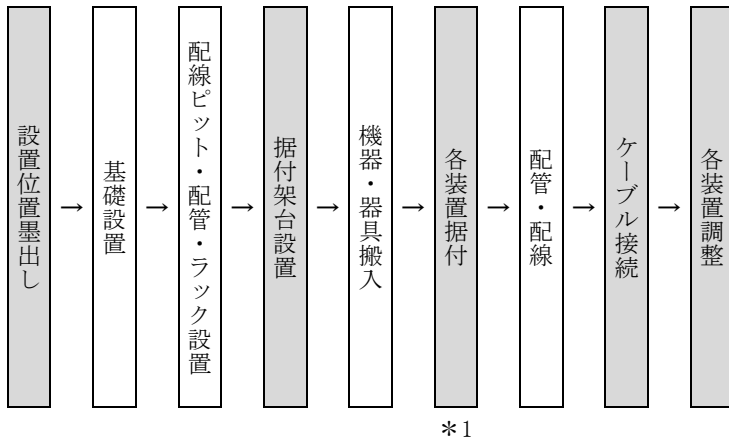 設置位置墨出し
→
基礎設置
→
配線ピット・配管・ラック設置
→
据付架台設置
→
機器・器具搬入
→
各装置据付
→
配管・配線
→
ケーブル接続
→
各装置調整
＊1